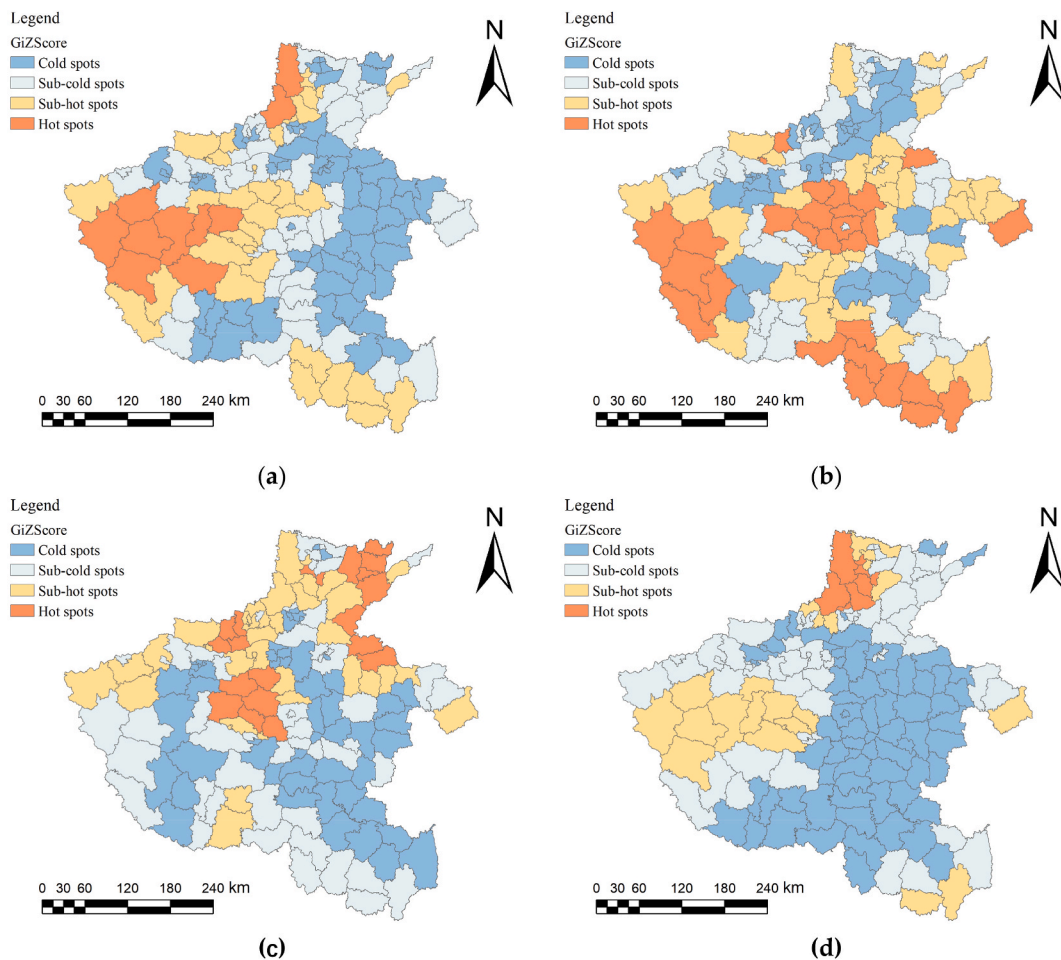 Legend
GiZScore
Cold spots
Sub-cold spots
Sub-hot spots
Hot spots
N
0 30 60 120 180 240 km
(a)
Legend
GiZScore
Cold spots
Sub-cold spots
Sub-hot spots
Hot spots
N
0 30 60 120 180 240 km
(b)
Legend
GiZScore
Cold spots
Sub-cold spots
Sub-hot spots
Hot spots
N
0 30 60 120 180 240 km
(c)
Legend
GiZScore
Cold spots
Sub-cold spots
Sub-hot spots
Hot spots
N
0 30 60 120 180 240 km
(d)